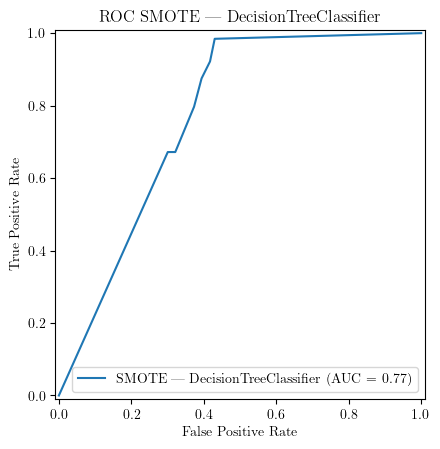 ROC SMOTE — DecisionTreeClassifier
1.0
0.8
0.6
0.4
0.2
0.0
True Positive Rate
SMOTE — DecisionTreeClassifier (AUC = 0.77)
0.0 0.2 0.4 0.6 0.8 1.0
False Positive Rate